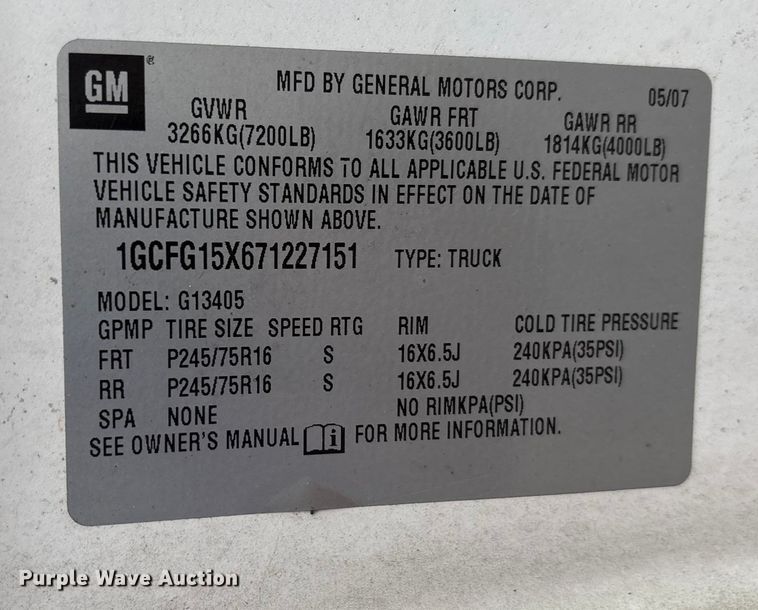 GM®
MFD BY GENERAL MOTORS CORP. 05/07
GVWR GAWR FRT GAWR RR
3266KG(7200LB) 1633KG(3600LB) 1814KG(4000LB)
THIS VEHICLE CONFORMS TO ALL APPLICABLE U.S. FEDERAL MOTOR
VEHICLE SAFETY STANDARDS IN EFFECT ON THE DATE OF
MANUFACTURE SHOWN ABOVE.
1GCFG15X671227151 TYPE: TRUCK
MODEL: G13405
GPMP TIRE SIZE SPEED RTG RIM COLD TIRE PRESSURE
FRT P245/75R16 S 16X6.5J 240KPA(35PSI)
RR P245/75R16 S 16X6.5J 240KPA(35PSI)
SPA NONE NO RIMKPA(PSI)
SEE OWNER'S MANUAL FOR MORE INFORMATION.
Purple Wave Auction